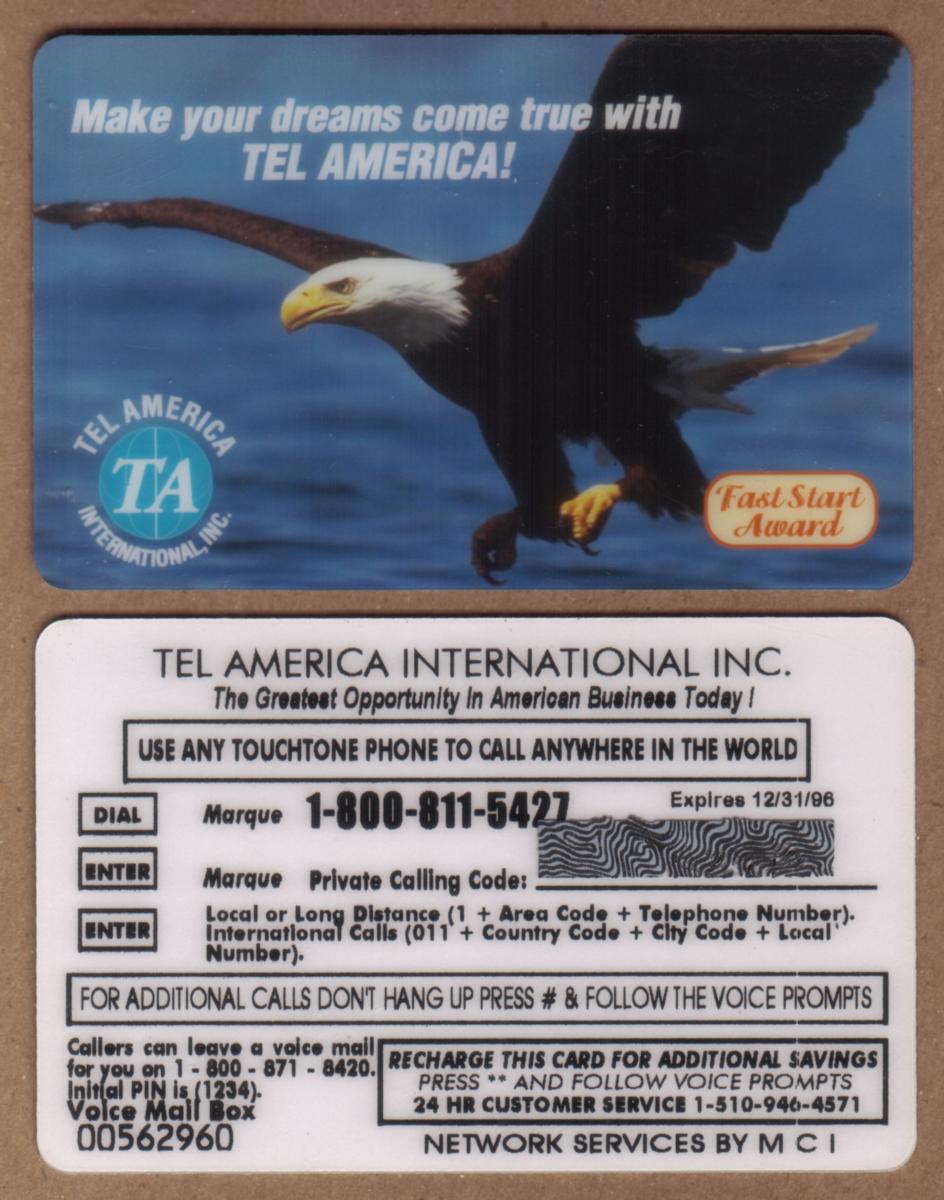 Make your dreams come true with
TEL AMERICA!
TEL AMERICA
TA
INTERNATIONAL, INC.
Fast Start
Award
TEL AMERICA INTERNATIONAL INC.
The Greatest Opportunity In American Business Today !
USE ANY TOUCHTONE PHONE TO CALL ANYWHERE IN THE WORLD
DIAL Marque 1-800-811-5427 Expires 12/31/96
ENTER Marque Private Calling Code:
ENTER Local or Long Distance (1 + Area Code + Telephone Number).
International Calls (011 + Country Code + City Code + Local
Number).
FOR ADDITIONAL CALLS DON'T HANG UP PRESS # & FOLLOW THE VOICE PROMPTS
Callers can leave a voice mail
for you on 1 - 800 - 871 - 8420.
Initial PIN is (1234).
Voice Mail Box
00562960
RECHARGE THIS CARD FOR ADDITIONAL SAVINGS
PRESS ** AND FOLLOW VOICE PROMPTS
24 HR CUSTOMER SERVICE 1-510-946-4571
NETWORK SERVICES BY M C I